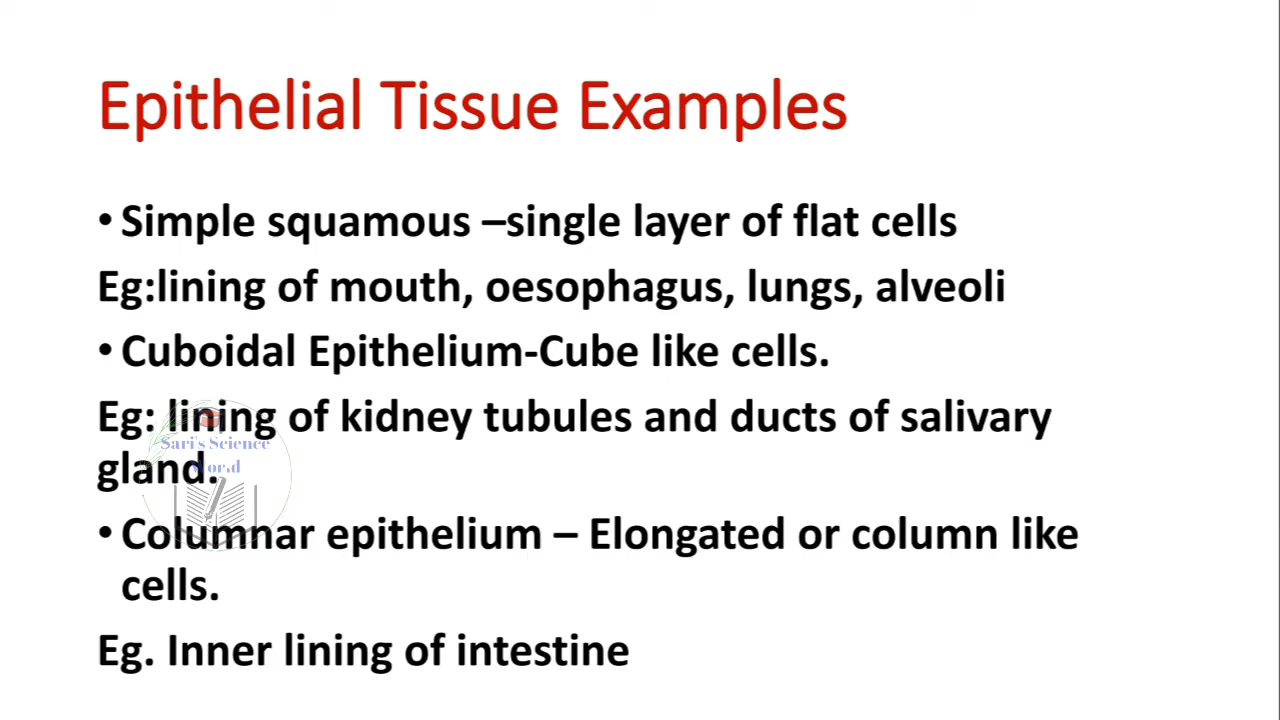 Epithelial Tissue Examples
• Simple squamous –single layer of flat cells
Eg:lining of mouth, oesophagus, lungs, alveoli
• Cuboidal Epithelium-Cube like cells.
Eg: lining of kidney tubules and ducts of salivary
gland.
Sari's Science
World
• Columnar epithelium – Elongated or column like
cells.
Eg. Inner lining of intestine